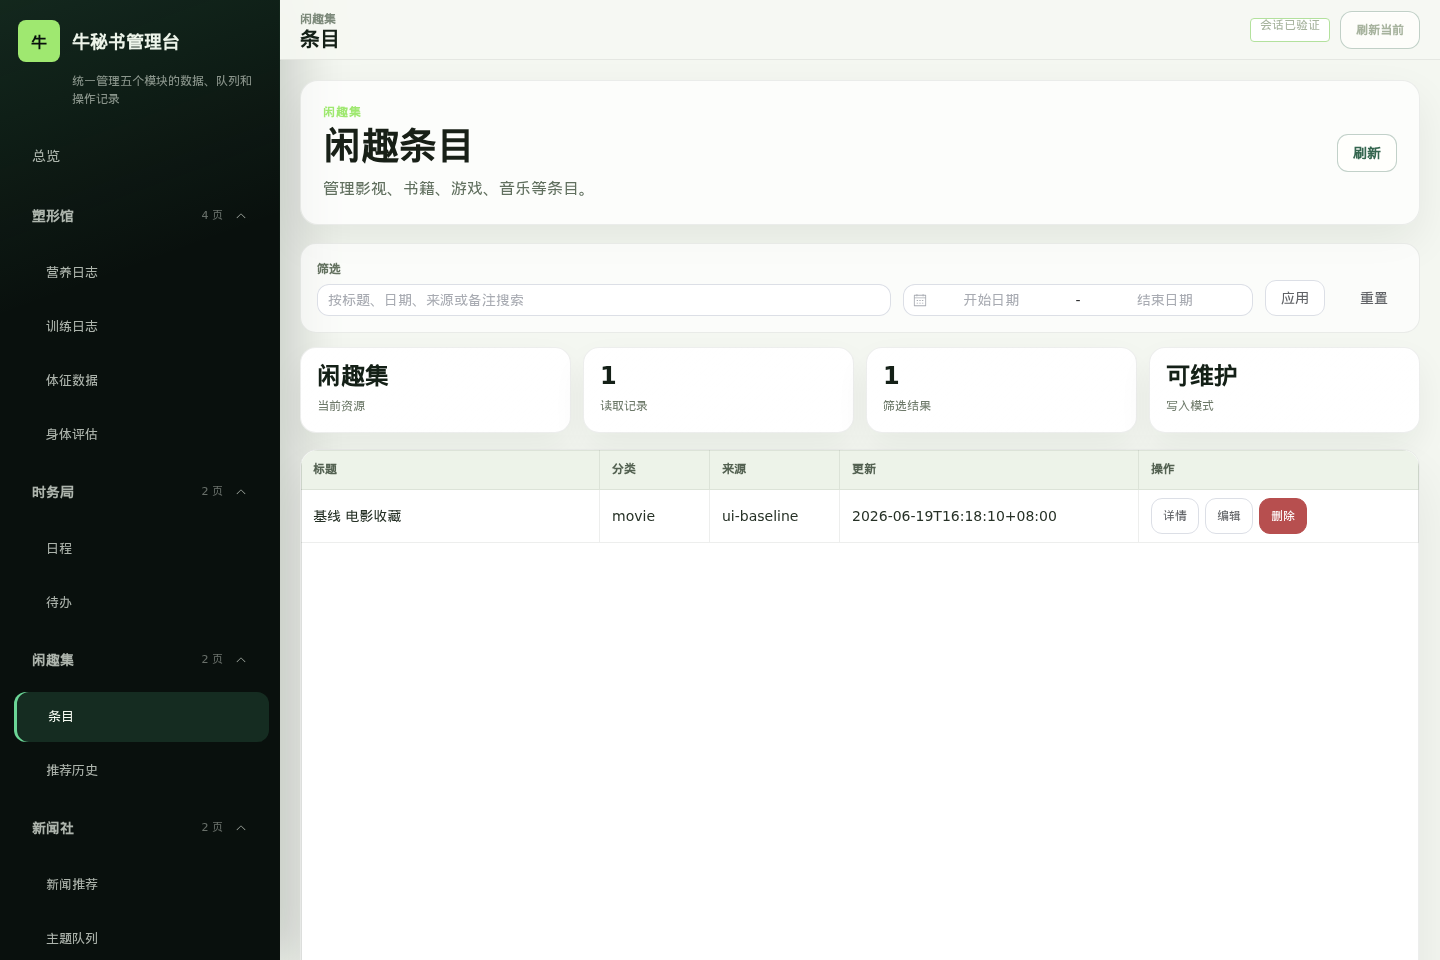 牛
牛秘书管理台
统一管理五个模块的数据、队列和
操作记录
总览
塑形馆 4 页
营养日志
训练日志
体征数据
身体评估
时务局 2 页
日程
待办
闲趣集 2 页
条目
推荐历史
新闻社 2 页
新闻推荐
主题队列
闲趣集
条目
会话已验证
刷新当前
闲趣集
闲趣条目
管理影视、书籍、游戏、音乐等条目。
刷新
筛选
按标题、日期、来源或备注搜索
开始日期 - 结束日期
应用
重置
闲趣集
当前资源
1
读取记录
1
筛选结果
可维护
写入模式
标题 分类 来源 更新 操作
基线 电影收藏 movie ui-baseline 2026-06-19T16:18:10+08:00 详情 编辑 删除